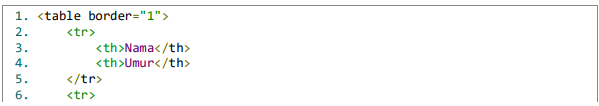 1. <table border="1">
2. <tr>
3. <th>Nama</th>
4. <th>Umur</th>
5. </tr>
6. <tr>